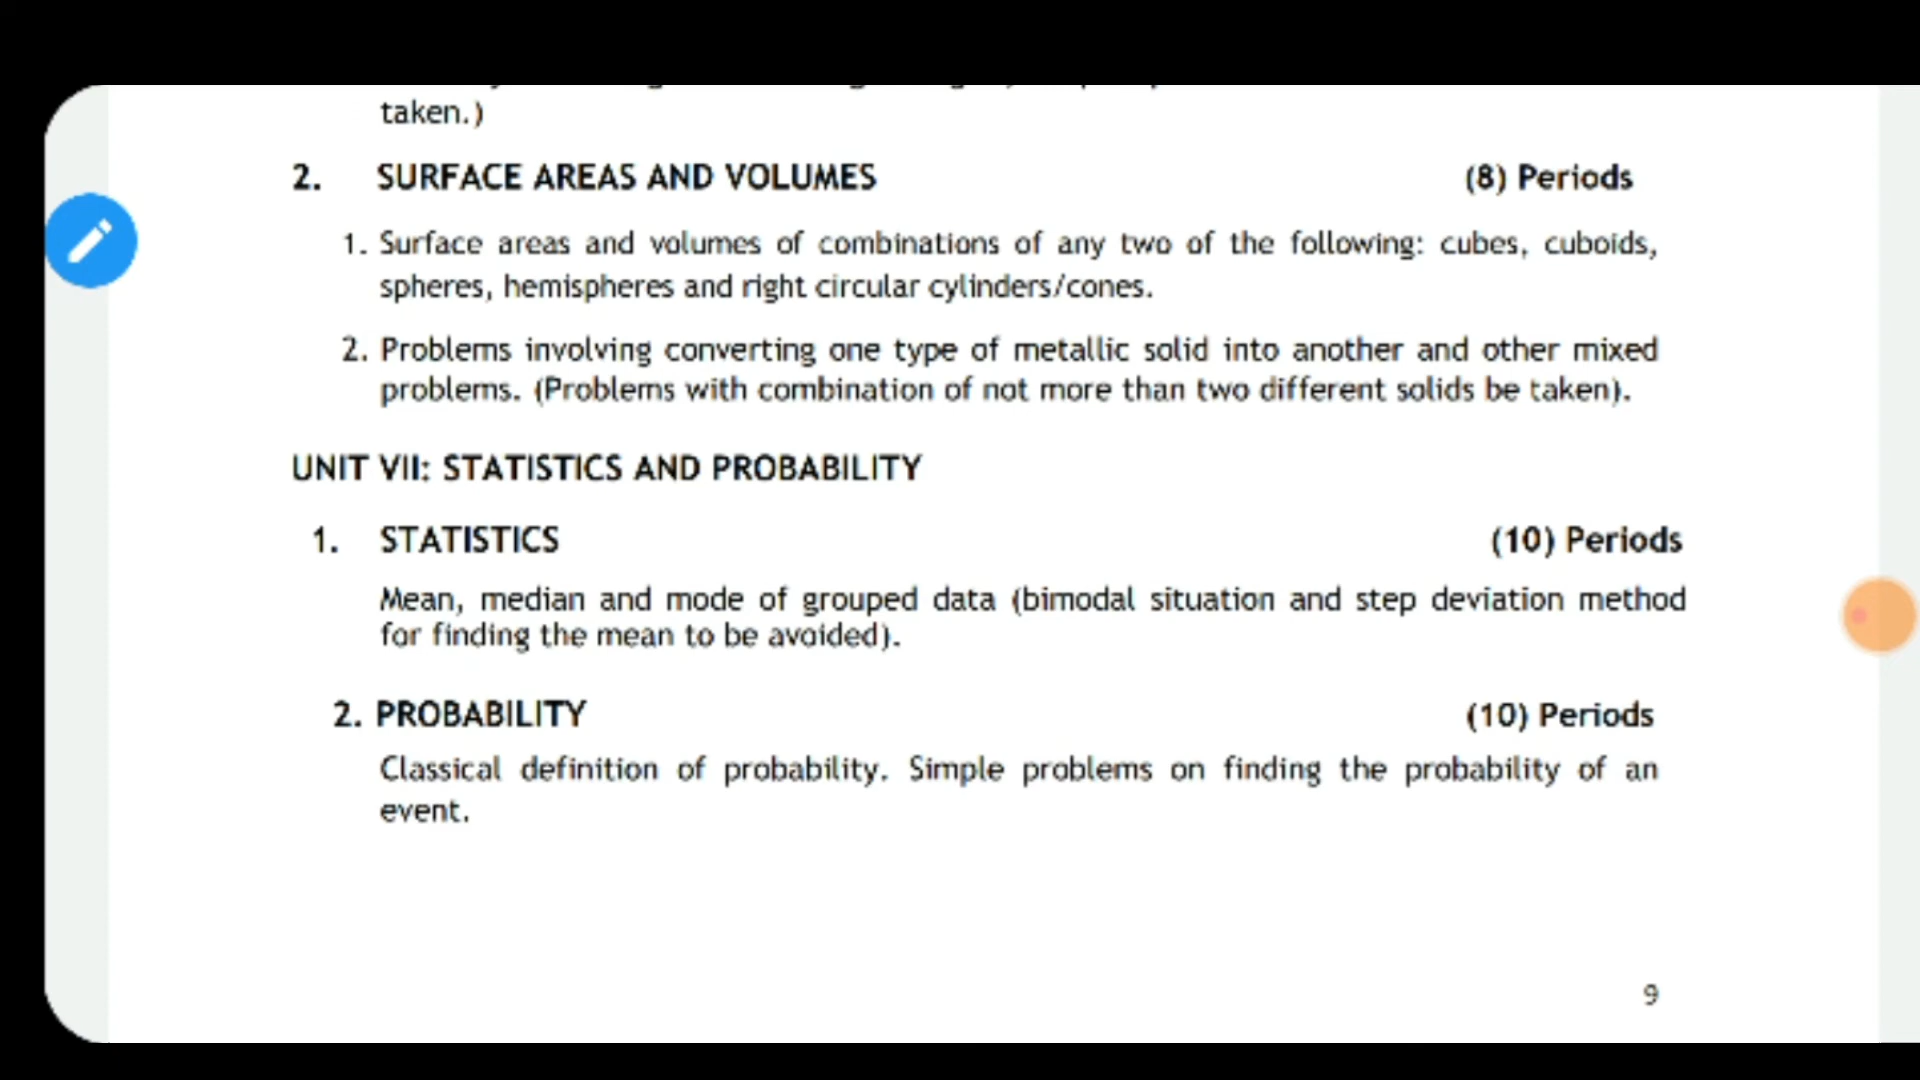 taken.)
2. SURFACE AREAS AND VOLUMES (8) Periods
1. Surface areas and volumes of combinations of any two of the following: cubes, cuboids,
spheres, hemispheres and right circular cylinders/cones.
2. Problems involving converting one type of metallic solid into another and other mixed
problems. (Problems with combination of not more than two different solids be taken).
UNIT VII: STATISTICS AND PROBABILITY
1. STATISTICS (10) Periods
Mean, median and mode of grouped data (bimodal situation and step deviation method
for finding the mean to be avoided).
2. PROBABILITY (10) Periods
Classical definition of probability. Simple problems on finding the probability of an
event.
9